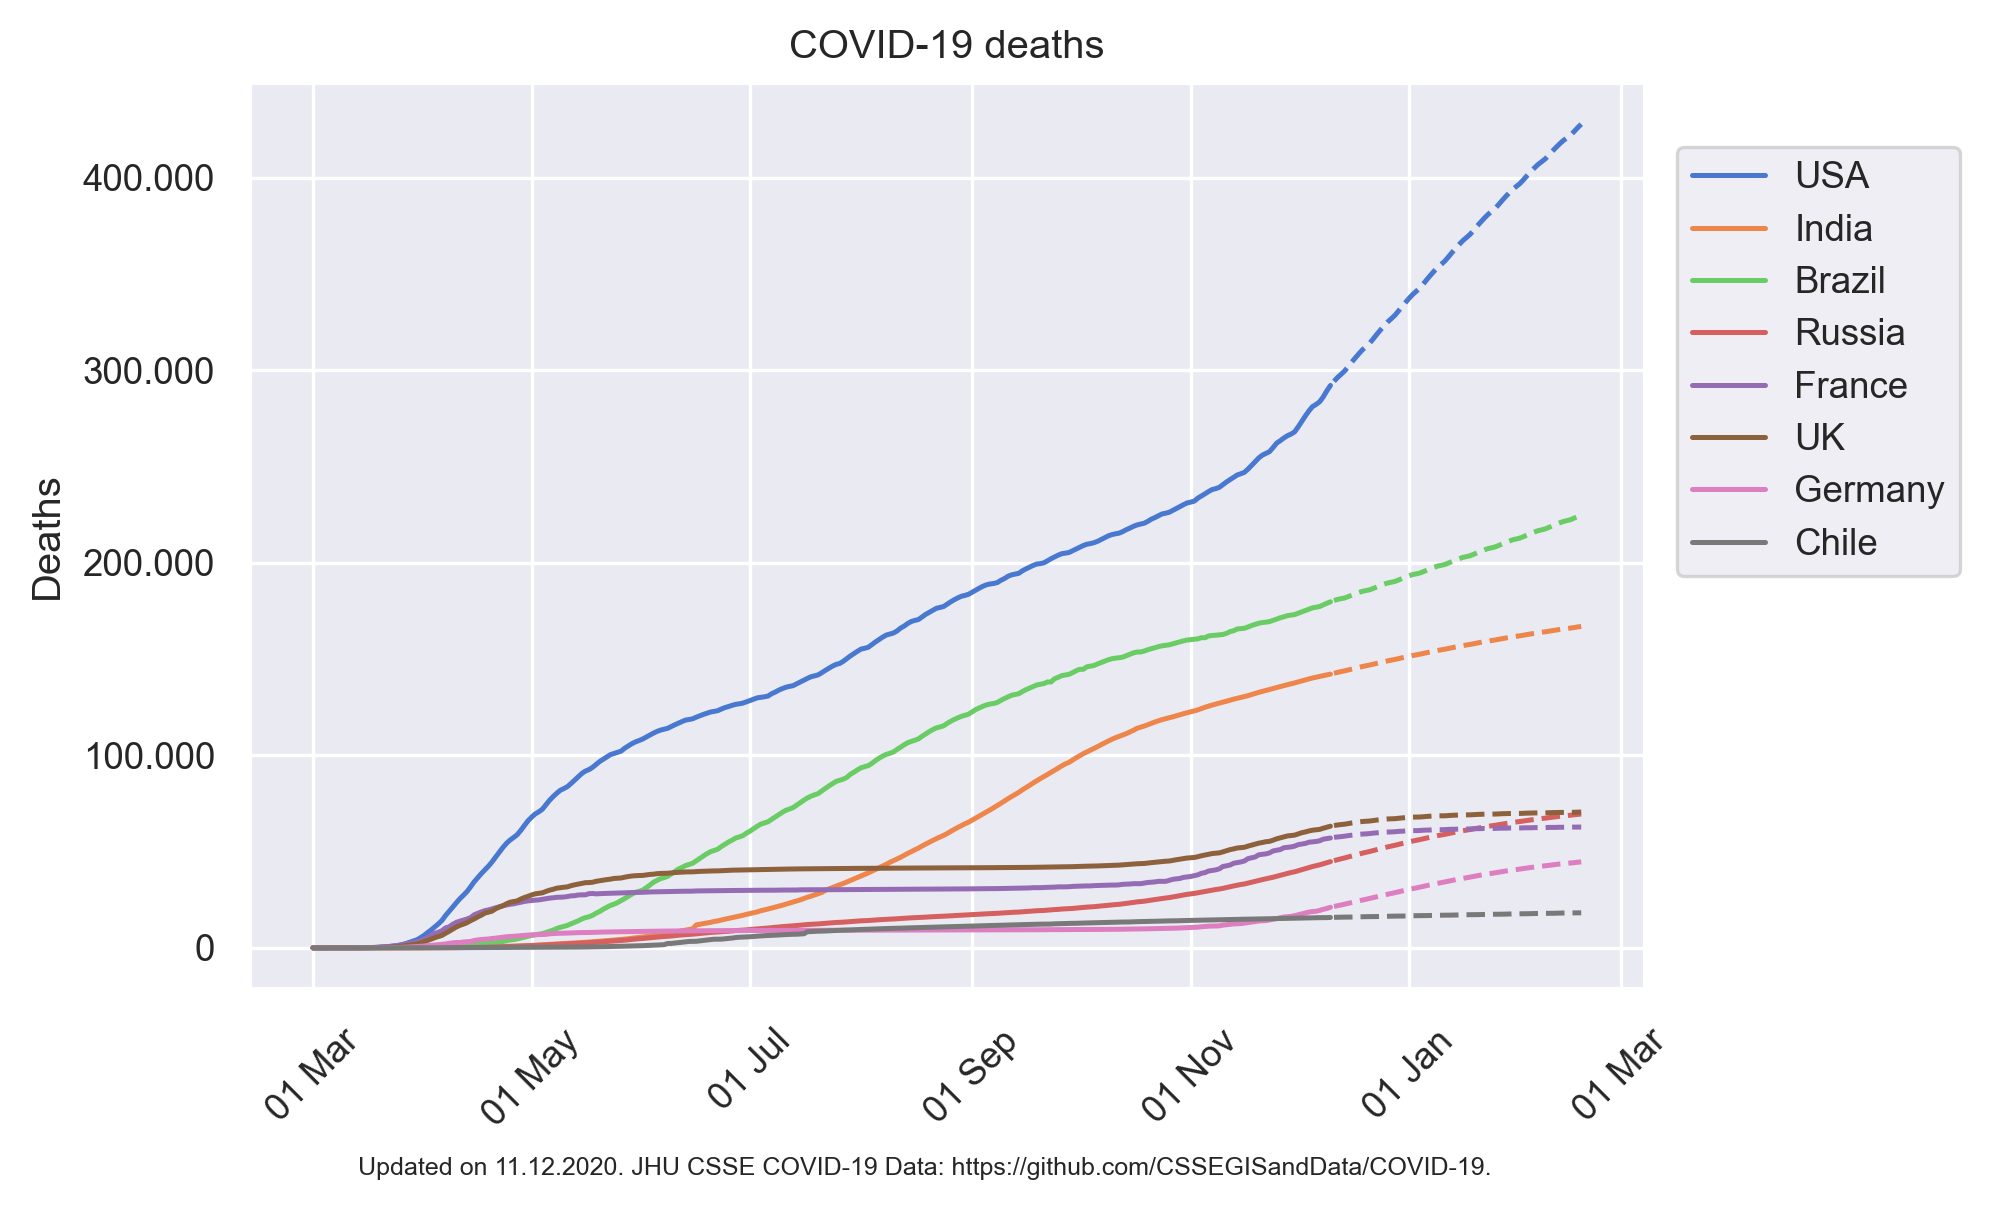 COVID-19 deaths
Deaths
400.000
300.000
200.000
100.000
0
01 Mar
01 May
01 Jul
01 Sep
01 Nov
01 Jan
01 Mar
USA
India
Brazil
Russia
France
UK
Germany
Chile
Updated on 11.12.2020. JHU CSSE COVID-19 Data: https://github.com/CSSEGISandData/COVID-19.